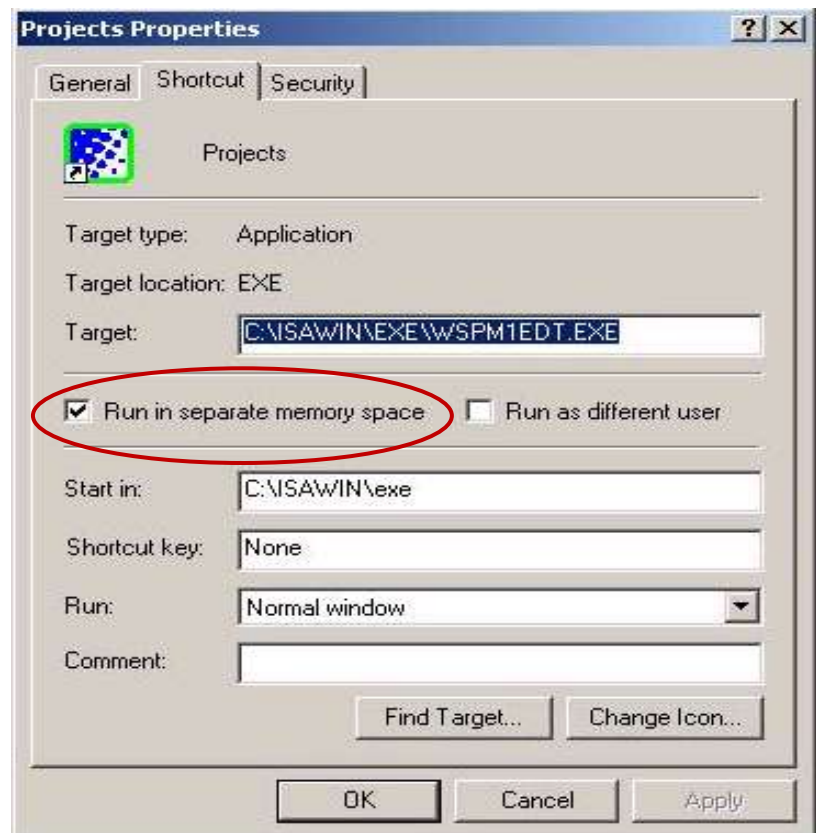 Projects Properties
General Shortcut Security
Projects
Target type: Application
Target location: EXE
Target: C:\ISAWIN\EXE\WSPM1EDT.EXE
Run in separate memory space Run as different user
Start in: C:\ISAWIN\exe
Shortcut key: None
Run: Normal window
Comment:
Find Target... Change Icon...
OK Cancel Apply